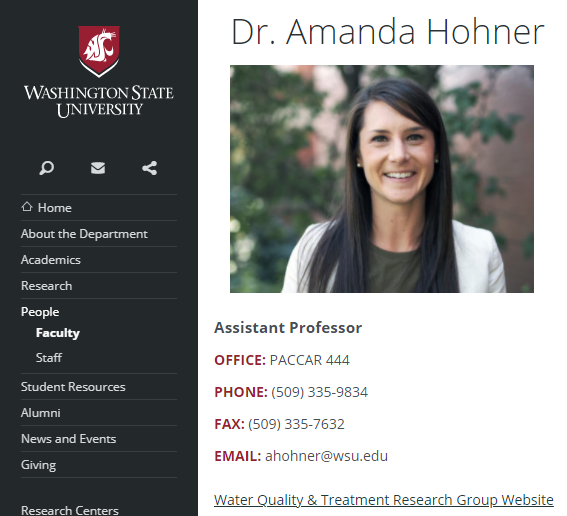 WASHINGTON STATE
UNIVERSITY
Home
About the Department
Academics
Research
People
Faculty
Staff
Student Resources
Alumni
News and Events
Giving
Research Centers
Dr. Amanda Hohner
Assistant Professor
OFFICE: PACCAR 444
PHONE: (509) 335-9834
FAX: (509) 335-7632
EMAIL: ahohner@wsu.edu
Water Quality & Treatment Research Group Website